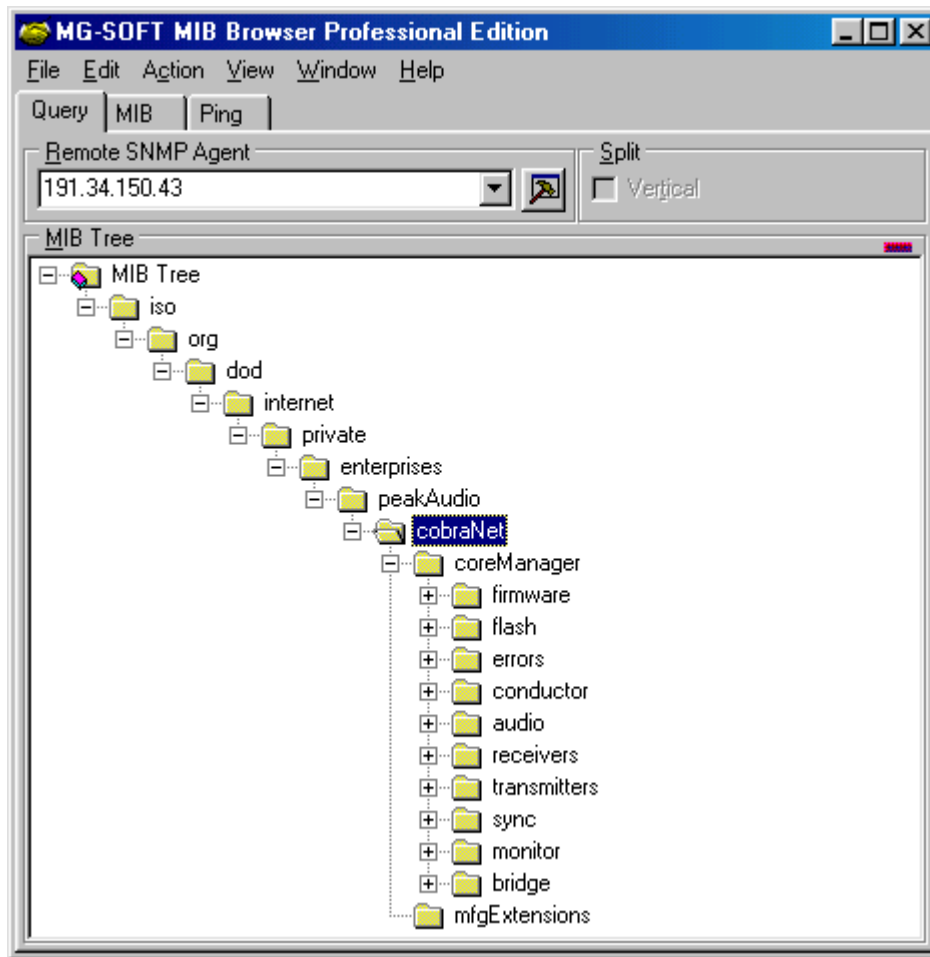 MG-SOFT MIB Browser Professional Edition
File Edit Action View Window Help
Query MIB Ping
Remote SNMP Agent Split
191.34.150.43 Vertical
MIB Tree
MIB Tree
iso
org
dod
internet
private
enterprises
peakAudio
cobraNet
coreManager
firmware
flash
errors
conductor
audio
receivers
transmitters
sync
monitor
bridge
mfgExtensions